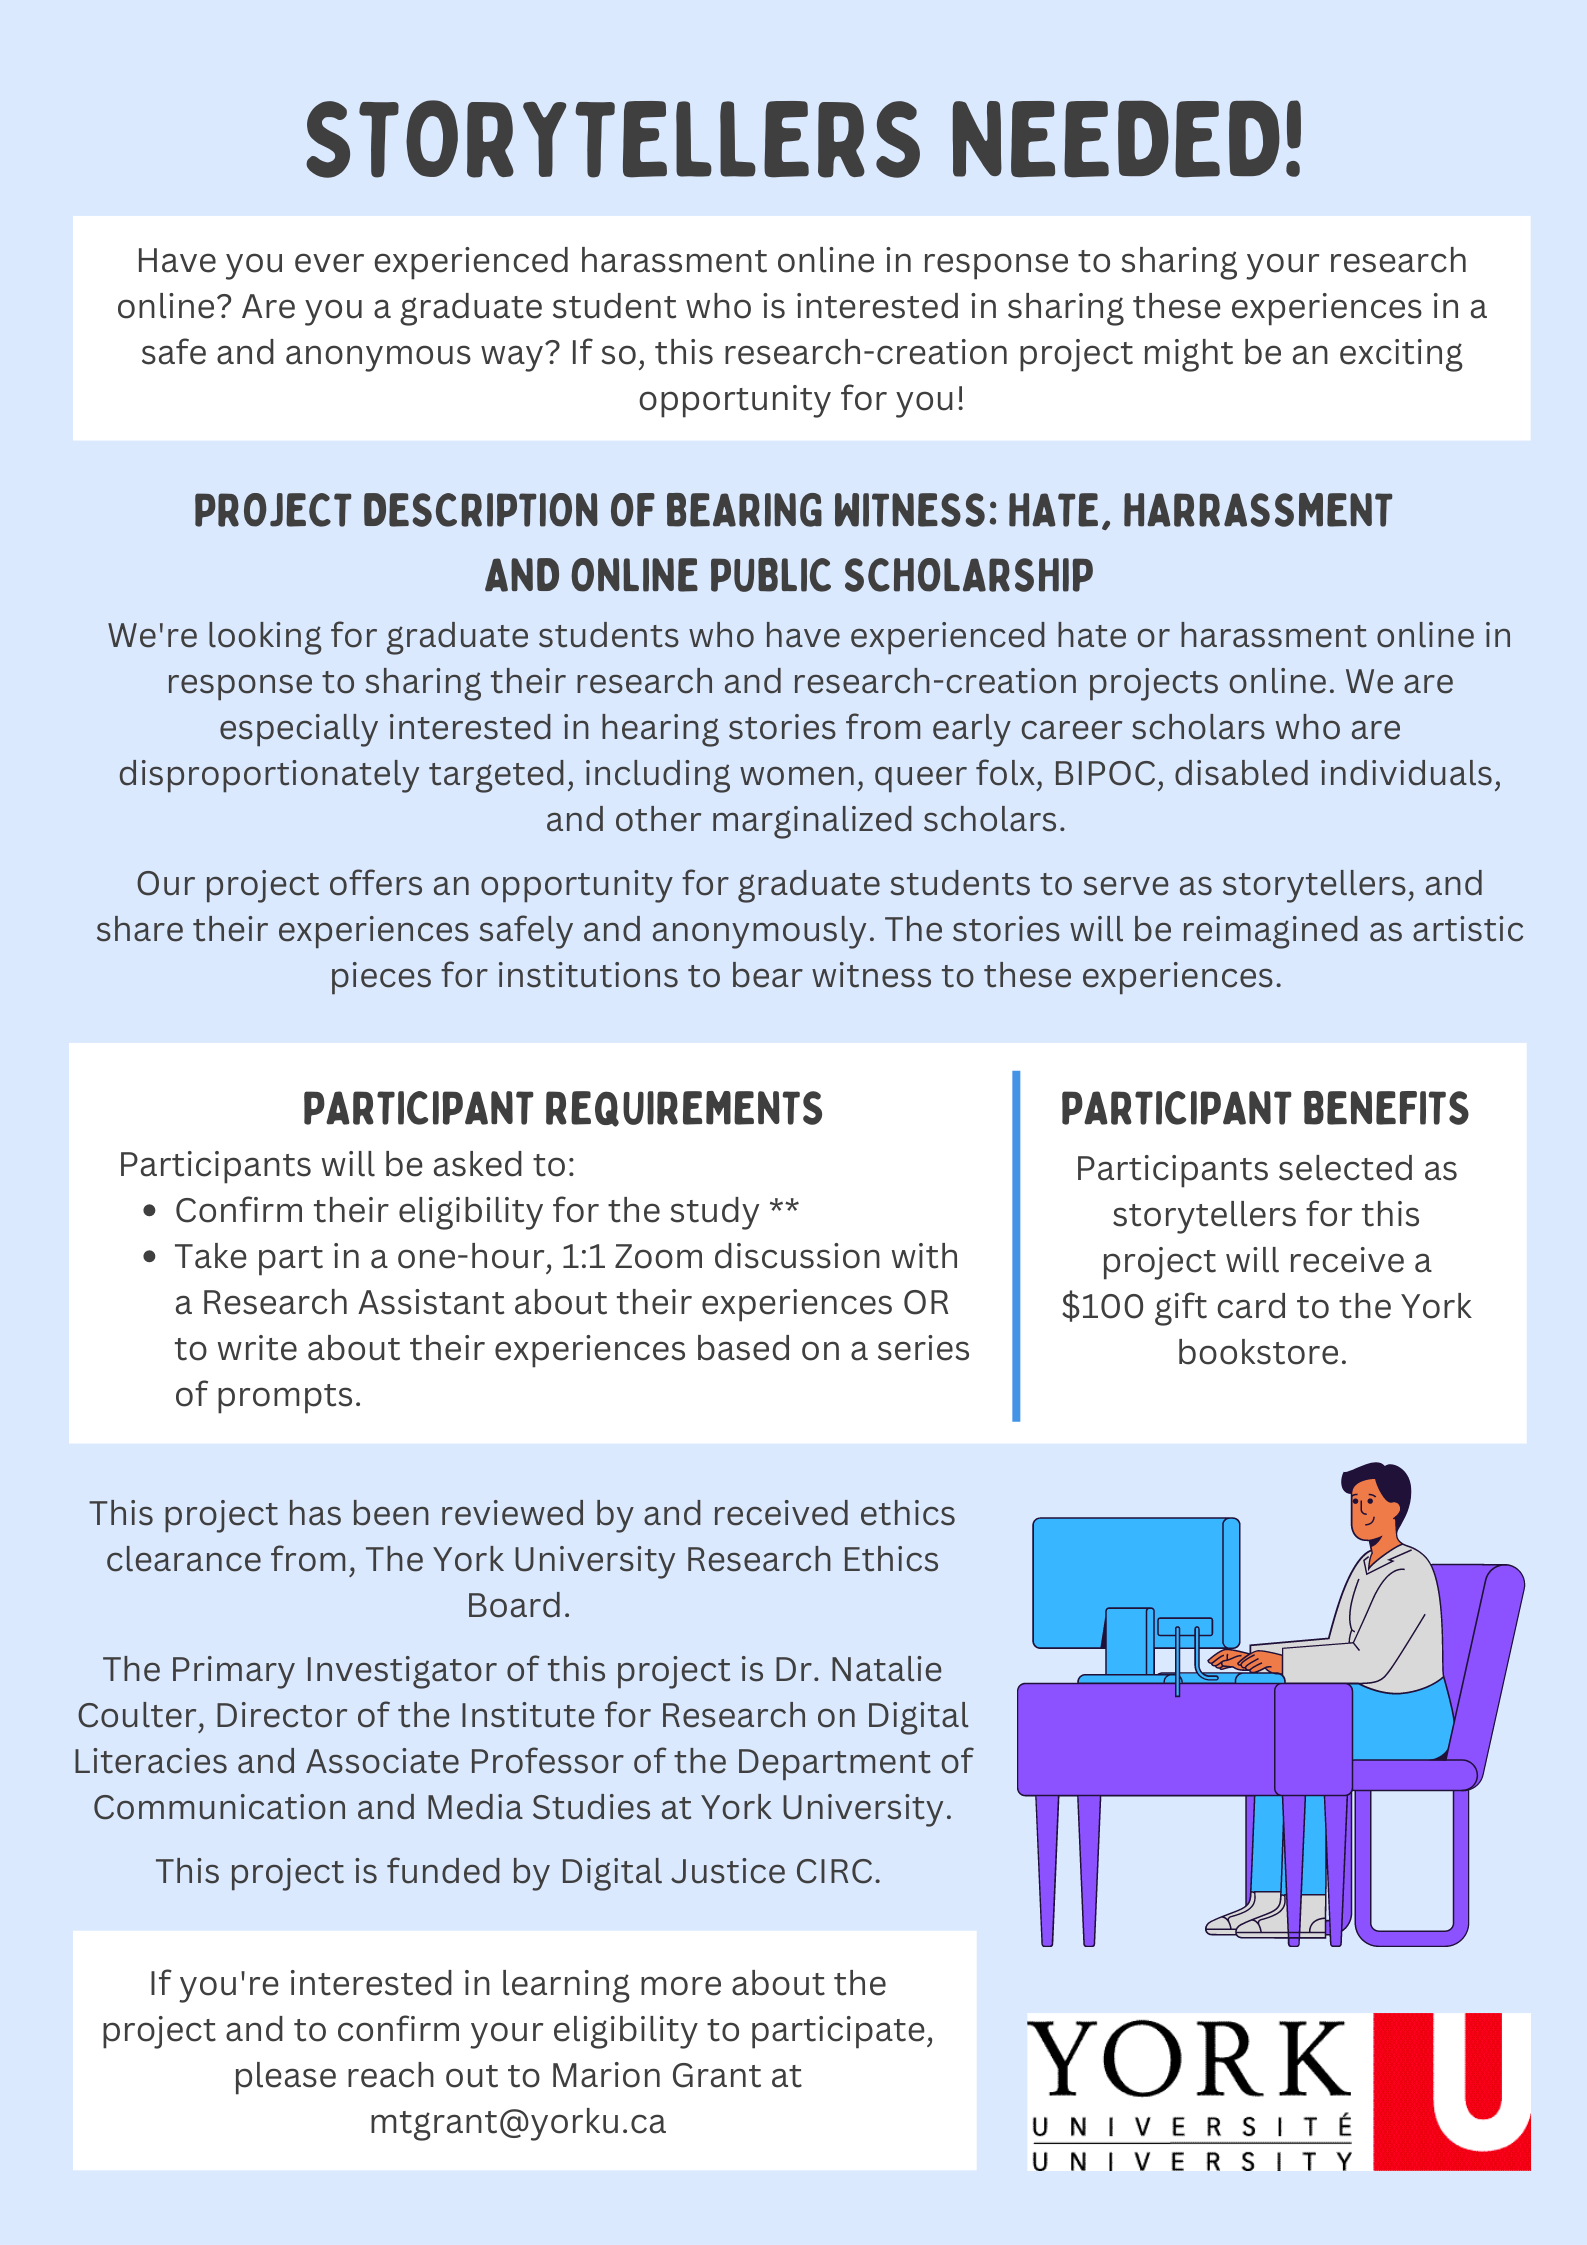 STORYTELLERS NEEDED!
Have you ever experienced harassment online in response to sharing your research
online? Are you a graduate student who is interested in sharing these experiences in a
safe and anonymous way? If so, this research-creation project might be an exciting
opportunity for you!
PROJECT DESCRIPTION OF BEARING WITNESS: HATE, HARRASSMENT
AND ONLINE PUBLIC SCHOLARSHIP
We're looking for graduate students who have experienced hate or harassment online in
response to sharing their research and research-creation projects online. We are
especially interested in hearing stories from early career scholars who are
disproportionately targeted, including women, queer folx, BIPOC, disabled individuals,
and other marginalized scholars.
Our project offers an opportunity for graduate students to serve as storytellers, and
share their experiences safely and anonymously. The stories will be reimagined as artistic
pieces for institutions to bear witness to these experiences.
PARTICIPANT REQUIREMENTS
Participants will be asked to:
• Confirm their eligibility for the study **
• Take part in a one-hour, 1:1 Zoom discussion with
a Research Assistant about their experiences OR
to write about their experiences based on a series
of prompts.
PARTICIPANT BENEFITS
Participants selected as
storytellers for this
project will receive a
$100 gift card to the York
bookstore.
This project has been reviewed by and received ethics
clearance from, The York University Research Ethics
Board.
The Primary Investigator of this project is Dr. Natalie
Coulter, Director of the Institute for Research on Digital
Literacies and Associate Professor of the Department of
Communication and Media Studies at York University.
This project is funded by Digital Justice CIRC.
If you're interested in learning more about the
project and to confirm your eligibility to participate,
please reach out to Marion Grant at
mtgrant@yorku.ca
YORK U
UNIVERSITÉ
UNIVERSITY